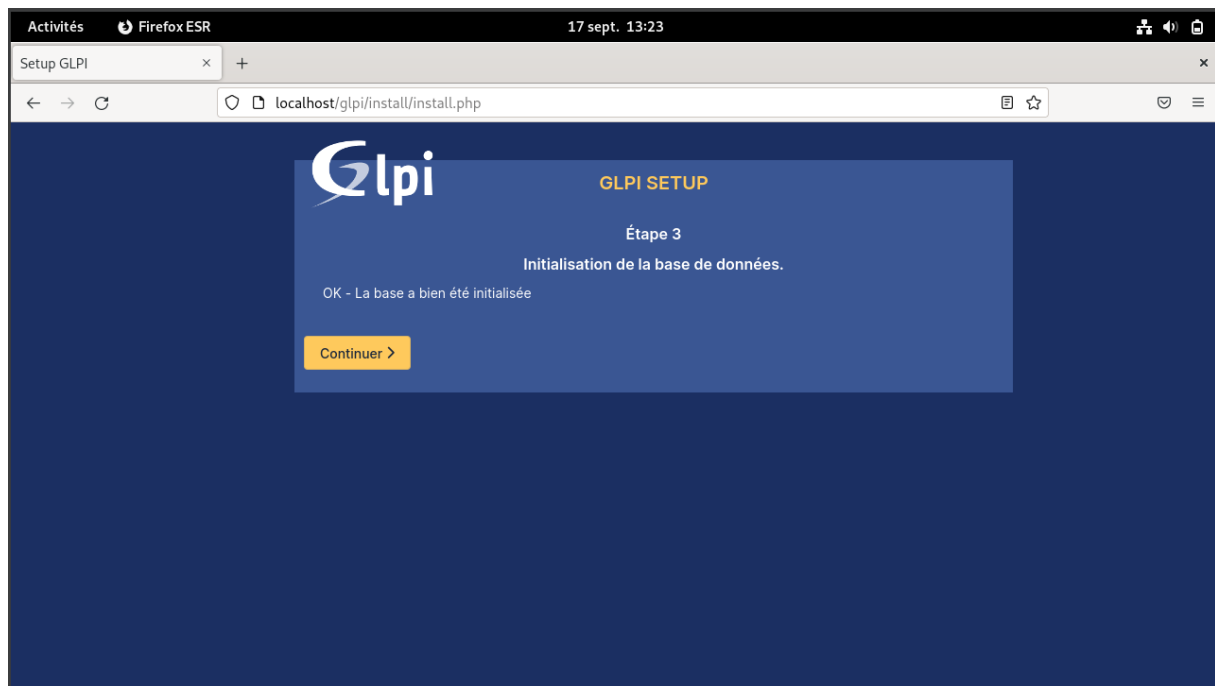 Activités Firefox ESR 17 sept. 13:23
Setup GLPI
localhost/glpi/install/install.php
Glpi
GLPI SETUP
Étape 3
Initialisation de la base de données.
OK - La base a bien été initialisée
Continuer